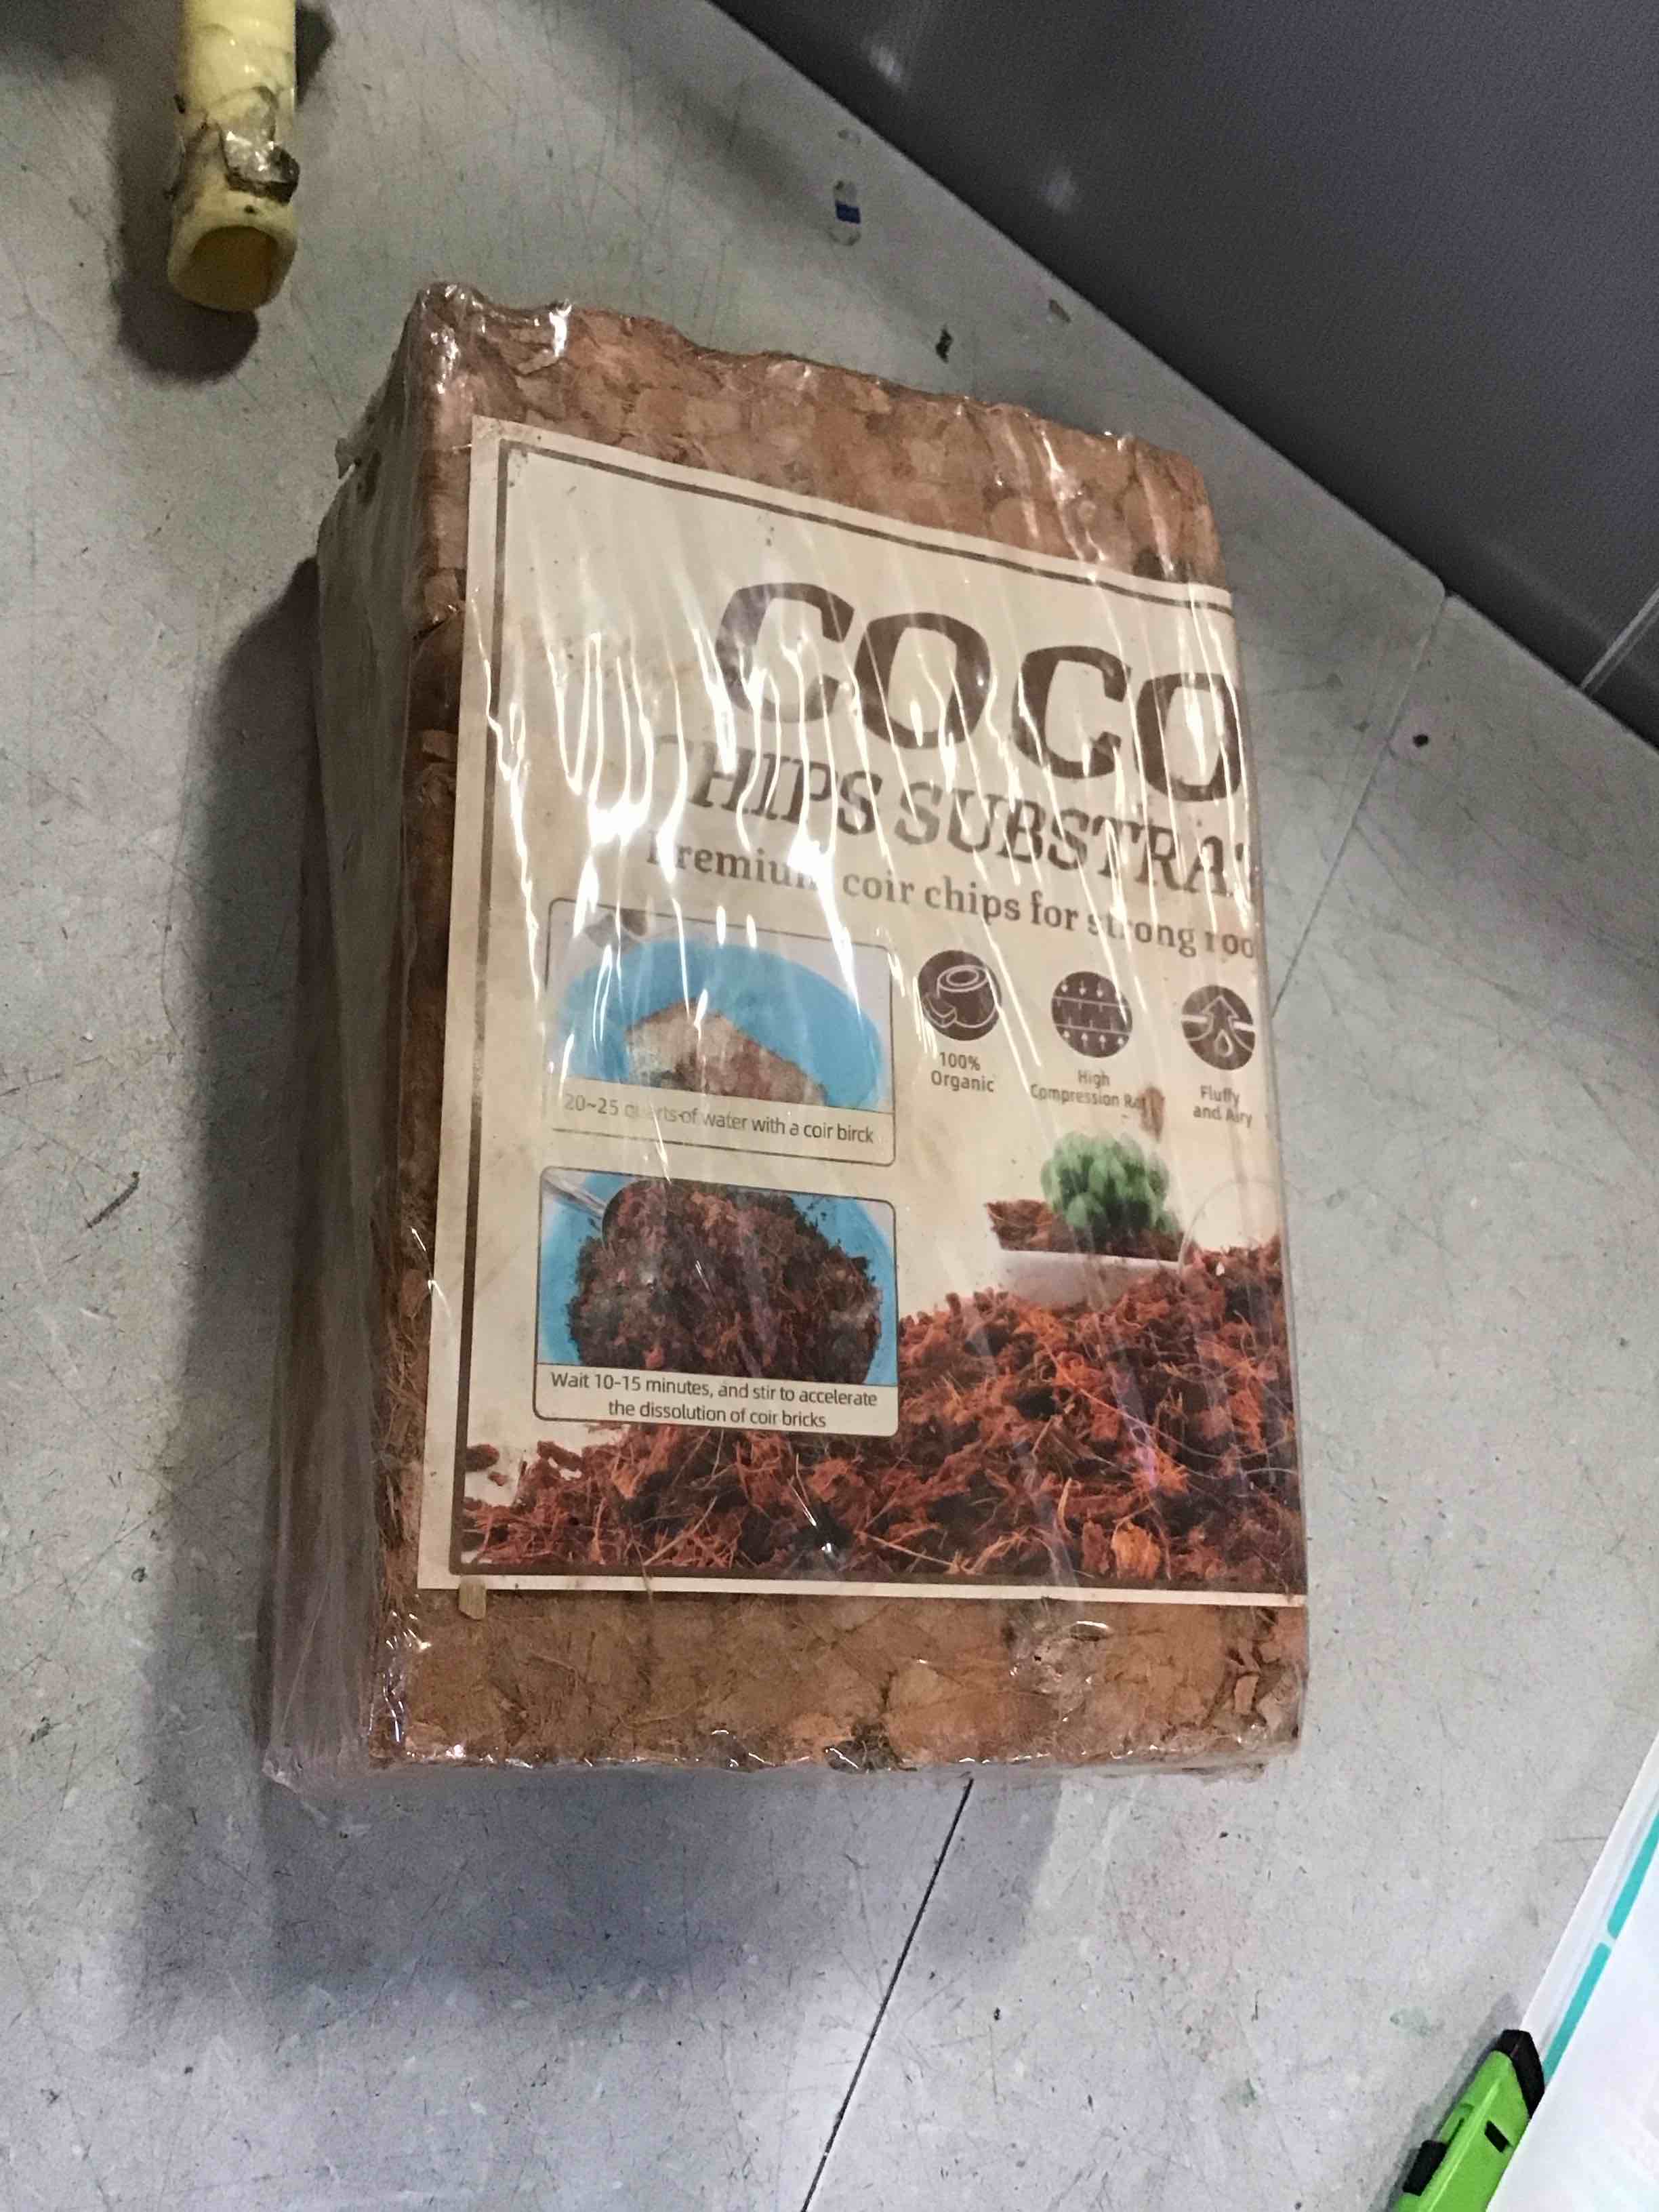 COCO
HIPS SUBSTRA
Premium coir chips for strong roo
100%
Organic
High
Compression Ra
Fluffy
and Airy
20~25 quarts of water with a coir birck
Wait 10-15 minutes, and stir to accelerate
the dissolution of coir bricks